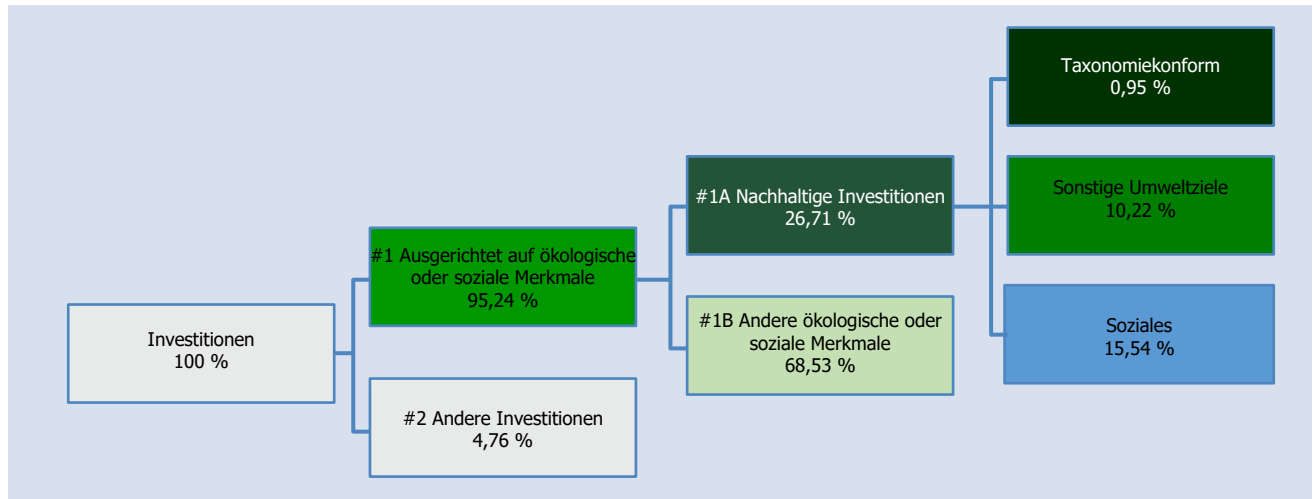 Investitionen
100 %
#1 Ausgerichtet auf ökologische
oder soziale Merkmale
95,24 %
#2 Andere Investitionen
4,76 %
#1A Nachhaltige Investitionen
26,71 %
#1B Andere ökologische oder
soziale Merkmale
68,53 %
Taxonomiekonform
0,95 %
Sonstige Umweltziele
10,22 %
Soziales
15,54 %